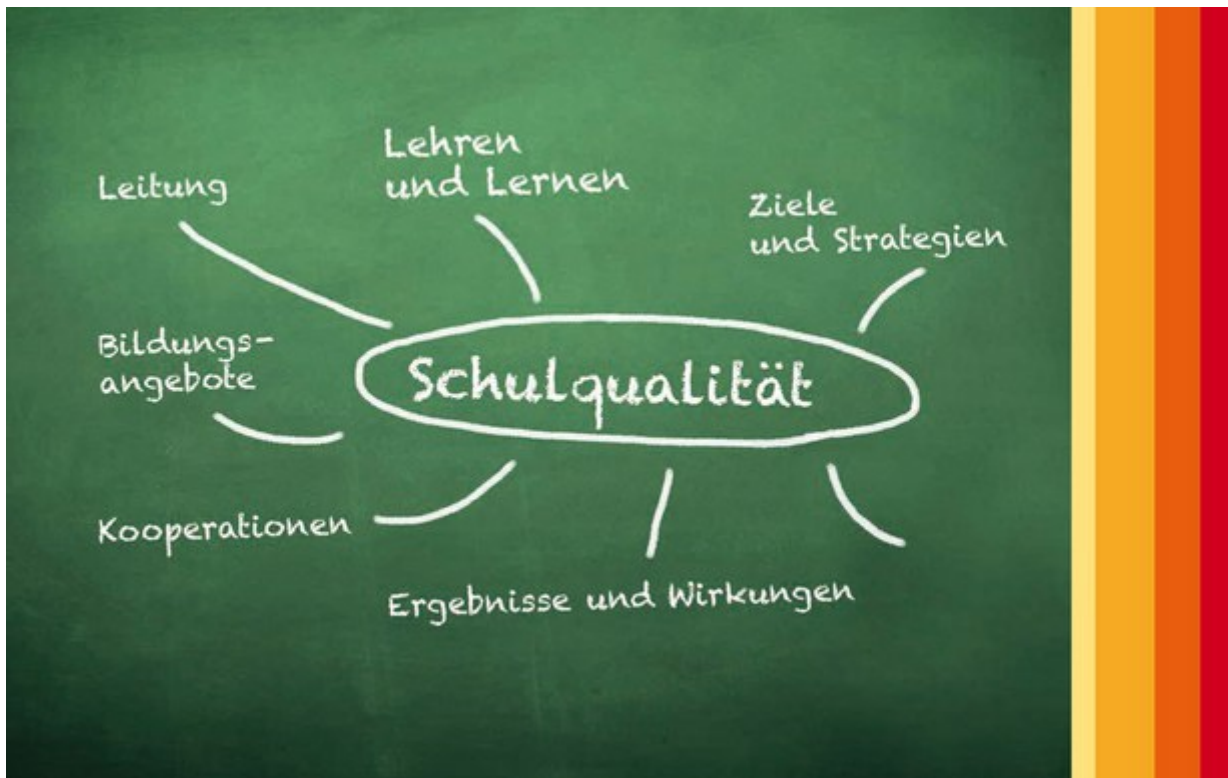 Lehren
und Lernen
Leitung
Ziele
und Strategien
Bildungs-
angebote
Schulqualität
Kooperationen
Ergebnisse und Wirkungen